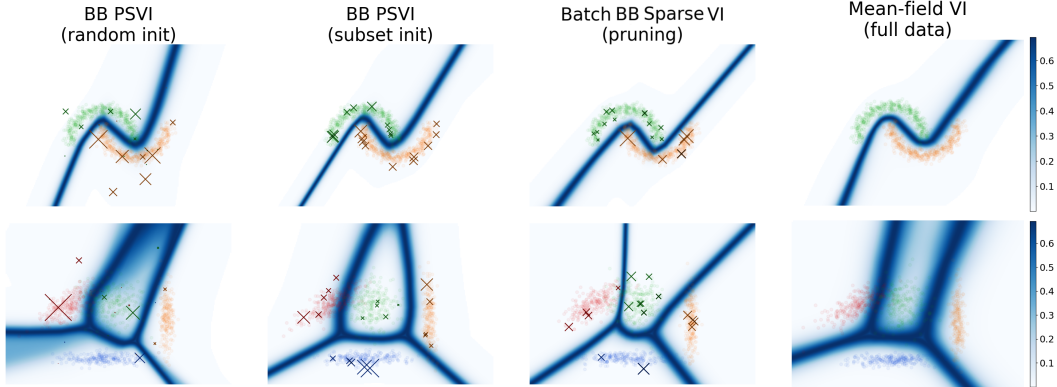 BB PSVI
(random init)
BB PSVI
(subset init)
Batch BB Sparse VI
(pruning)
Mean-field VI
(full data)
0.6
0.5
0.4
0.3
0.2
0.1
0.6
0.5
0.4
0.3
0.2
0.1